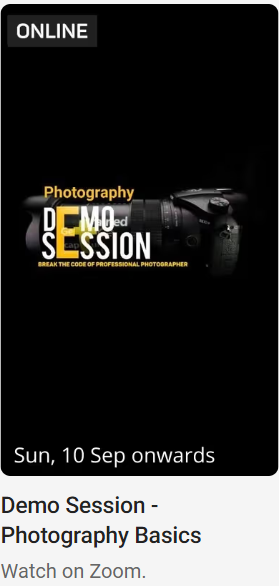 ONLINE
Photography
DEMO
SESSION
BREAK THE CODE OF PROFESSIONAL PHOTOGRAPHER
Sun, 10 Sep onwards
Demo Session -
Photography Basics
Watch on Zoom.